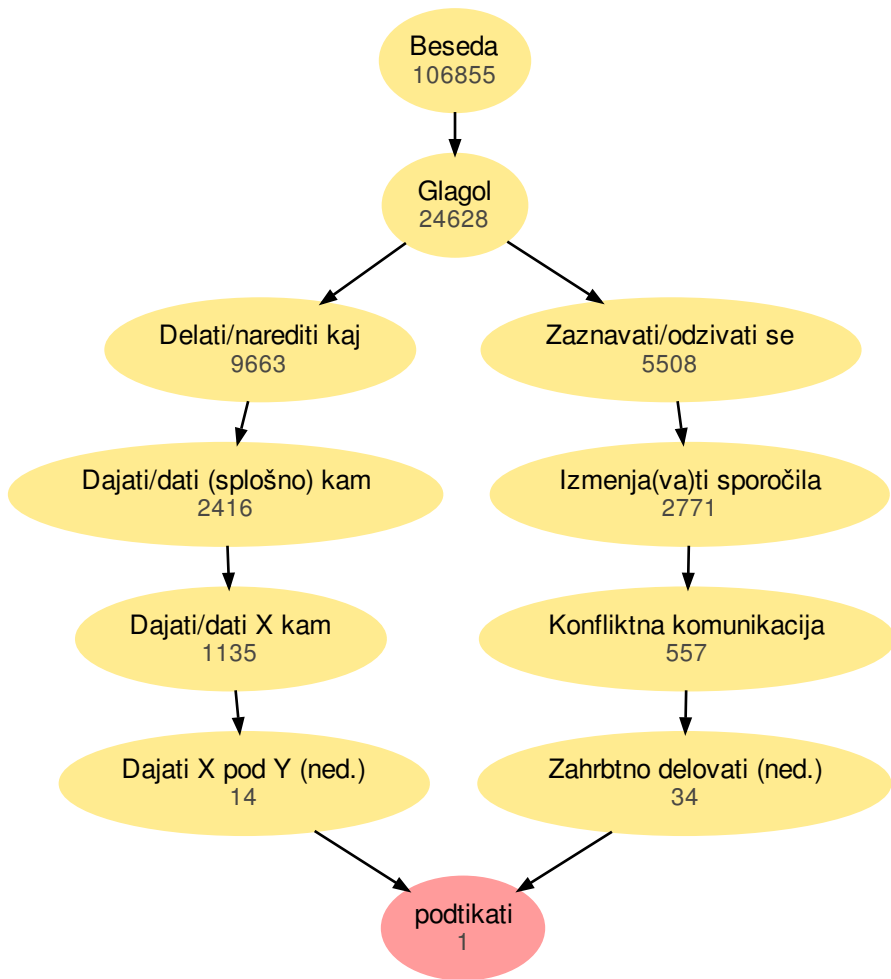 Beseda
106855
Glagol
24628
Delati/narediti kaj
9663
Zaznavati/odzivati se
5508
Dajati/dati (splošno) kam
2416
Izmenja(va)ti sporočila
2771
Dajati/dati X kam
1135
Konfliktna komunikacija
557
Dajati X pod Y (ned.)
14
Zahrbtno delovati (ned.)
34
podtikati
1